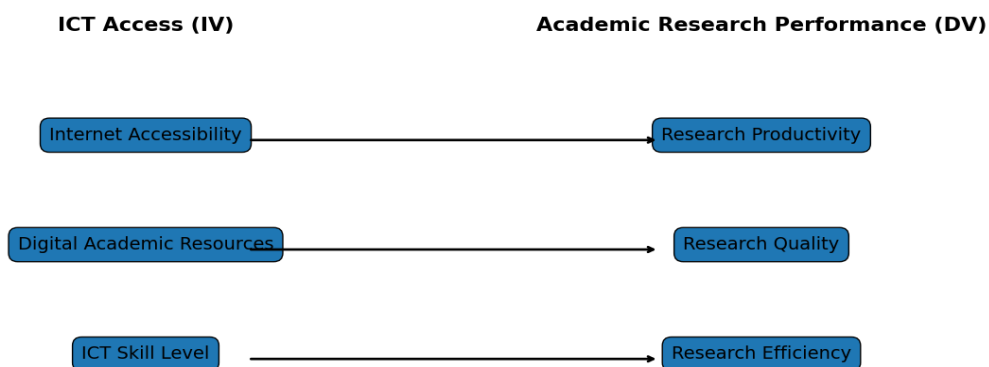 ICT Access (IV)
Academic Research Performance (DV)
Internet Accessibility
Research Productivity
Digital Academic Resources
Research Quality
ICT Skill Level
Research Efficiency